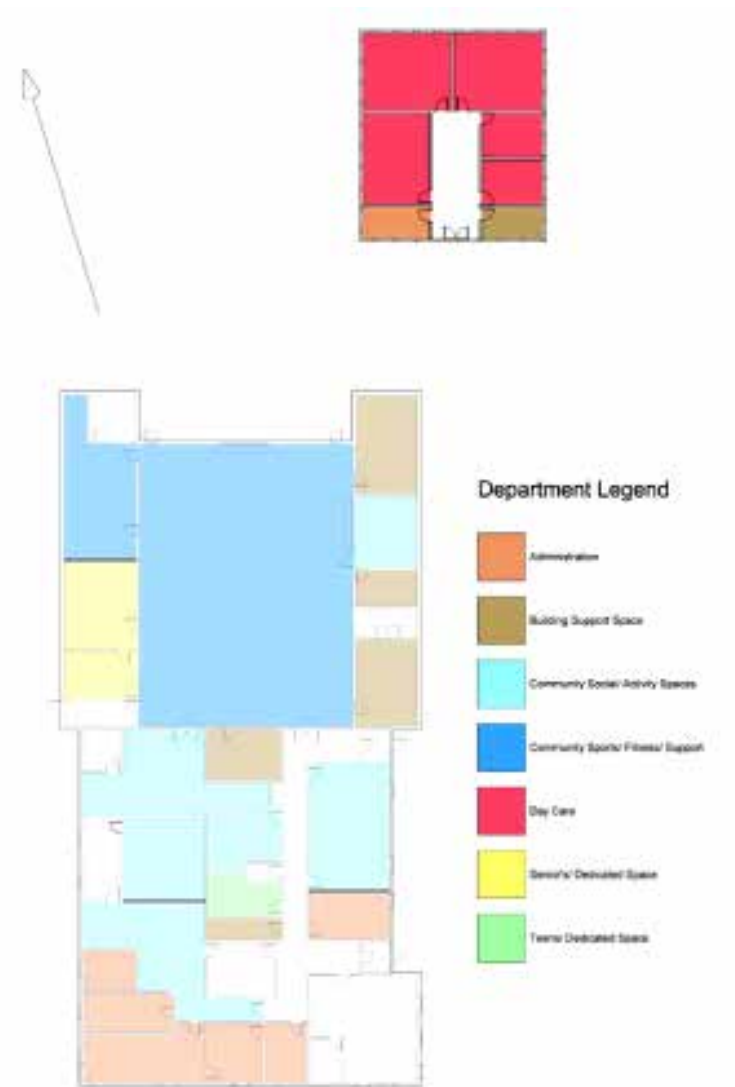 Department Legend
Administration
Building Support Space
Community Social/ Activity Spaces
Community Sports/ Fitness/ Support
Day Care
Senior's/ Dedicated Space
Teens/ Dedicated Space